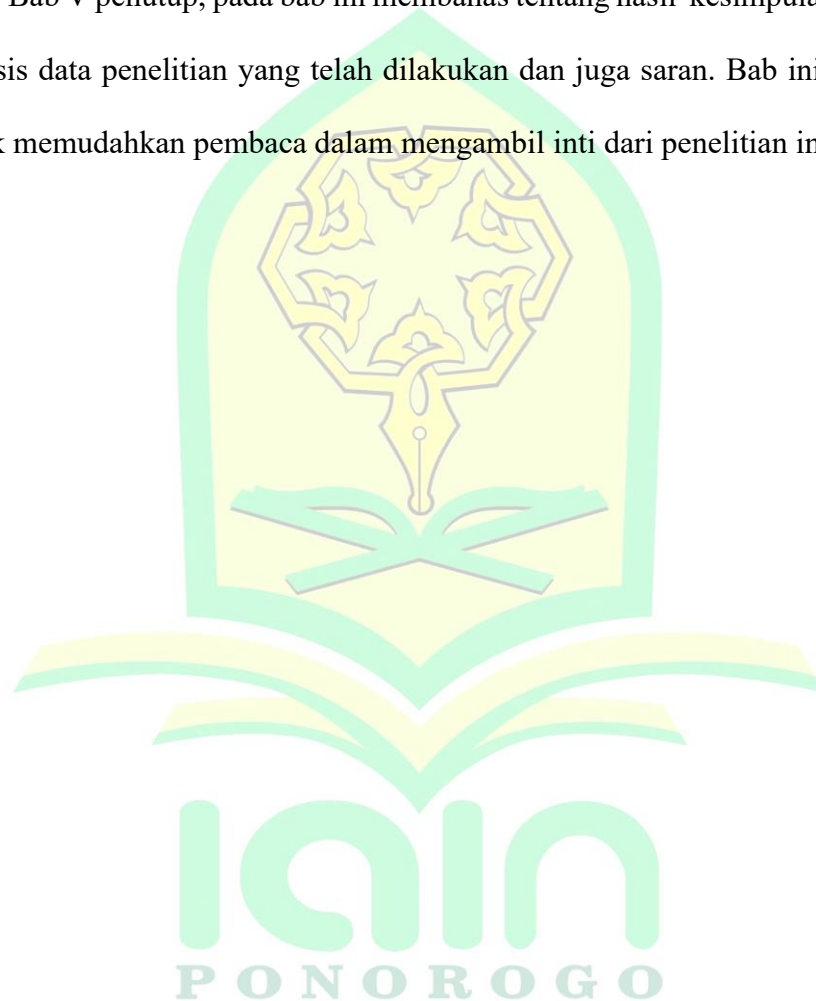 Bab V penutup, pada bab ini membahas tentang hasil kesimpula
sis data penelitian yang telah dilakukan dan juga saran. Bab ini
k memudahkan pembaca dalam mengambil inti dari penelitian in
IAIN
PONOROGO